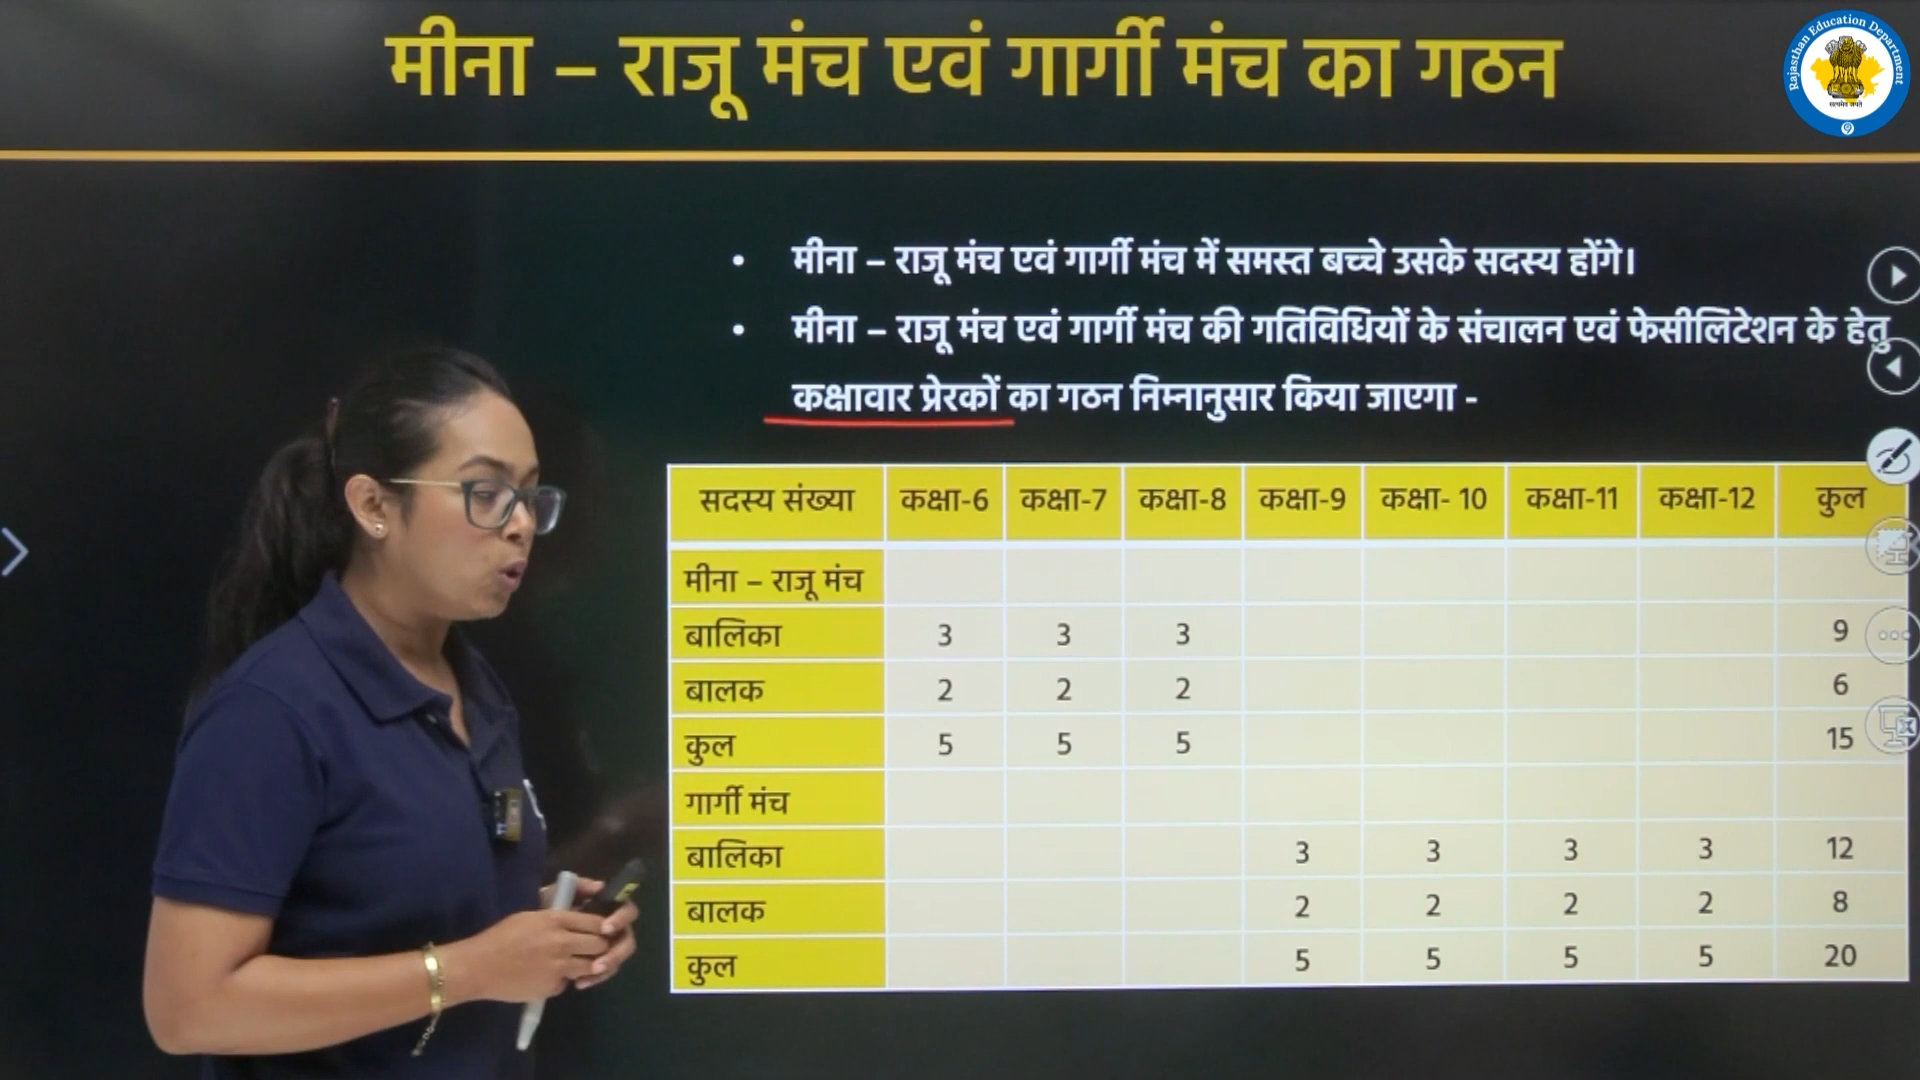 मीना – राजू मंच एवं गार्गी मंच का गठन
Rajasthan Education Department
सत्यमेव जयते
• मीना – राजू मंच एवं गार्गी मंच में समस्त बच्चे उसके सदस्य होंगे।
• मीना – राजू मंच एवं गार्गी मंच की गतिविधियों के संचालन एवं फेसीलिटेशन के हेतु
कक्षावार प्रेरकों का गठन निम्नानुसार किया जाएगा -
सदस्य संख्या कक्षा-6 कक्षा-7 कक्षा-8 कक्षा-9 कक्षा- 10 कक्षा-11 कक्षा-12 कुल
मीना – राजू मंच
बालिका 3 3 3 9
बालक 2 2 2 6
कुल 5 5 5 15
गार्गी मंच
बालिका 3 3 3 3 12
बालक 2 2 2 2 8
कुल 5 5 5 5 20